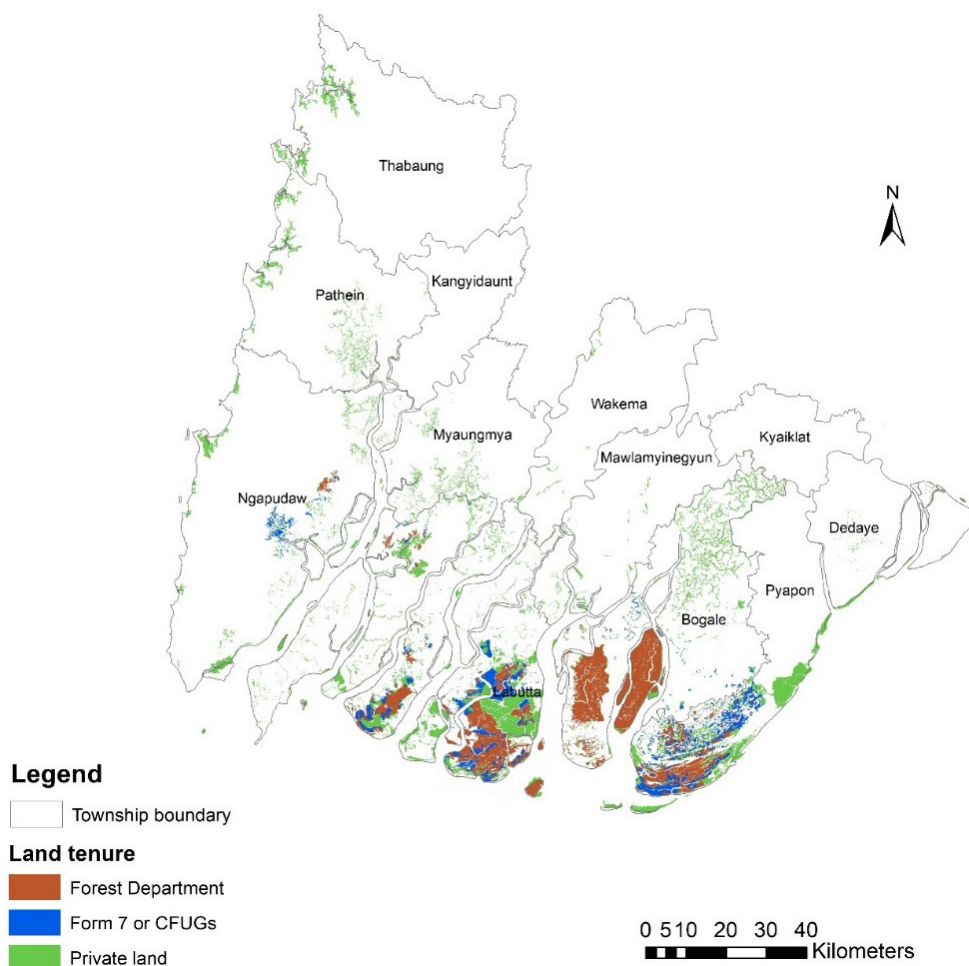 Thabaung
N
Kangyidaunt
Pathein
Wakema
Myaungmya
Kyaiklat
Mawlamyinegyun
Ngapudaw
Dedaye
Pyapon
Bogale
Labutta
Legend
Township boundary
Land tenure
Forest Department
Form 7 or CFUGs
Private land
0 5 10 20 30 40
Kilometers